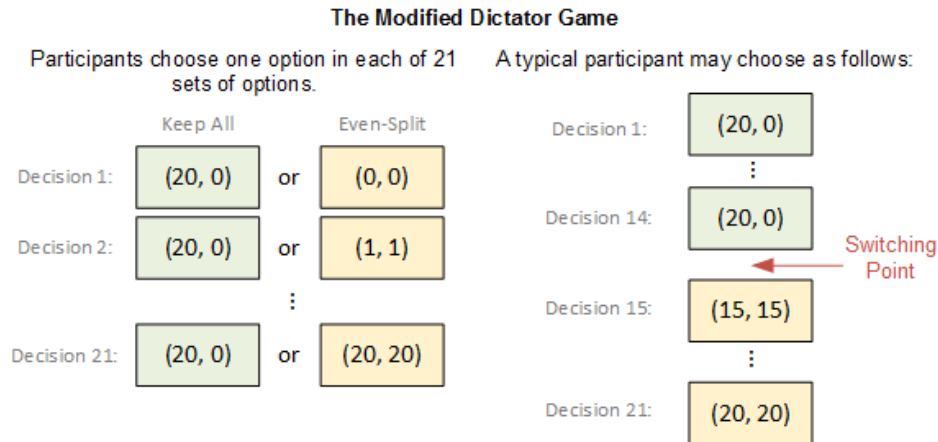 The Modified Dictator Game
Participants choose one option in each of 21
sets of options.
Keep All Even-Split
Decision 1: (20, 0) or (0, 0)
Decision 2: (20, 0) or (1, 1)
⋮
Decision 21: (20, 0) or (20, 20)
A typical participant may choose as follows:
Decision 1: (20, 0)
⋮
Decision 14: (20, 0)
Switching
Point
Decision 15: (15, 15)
⋮
Decision 21: (20, 20)